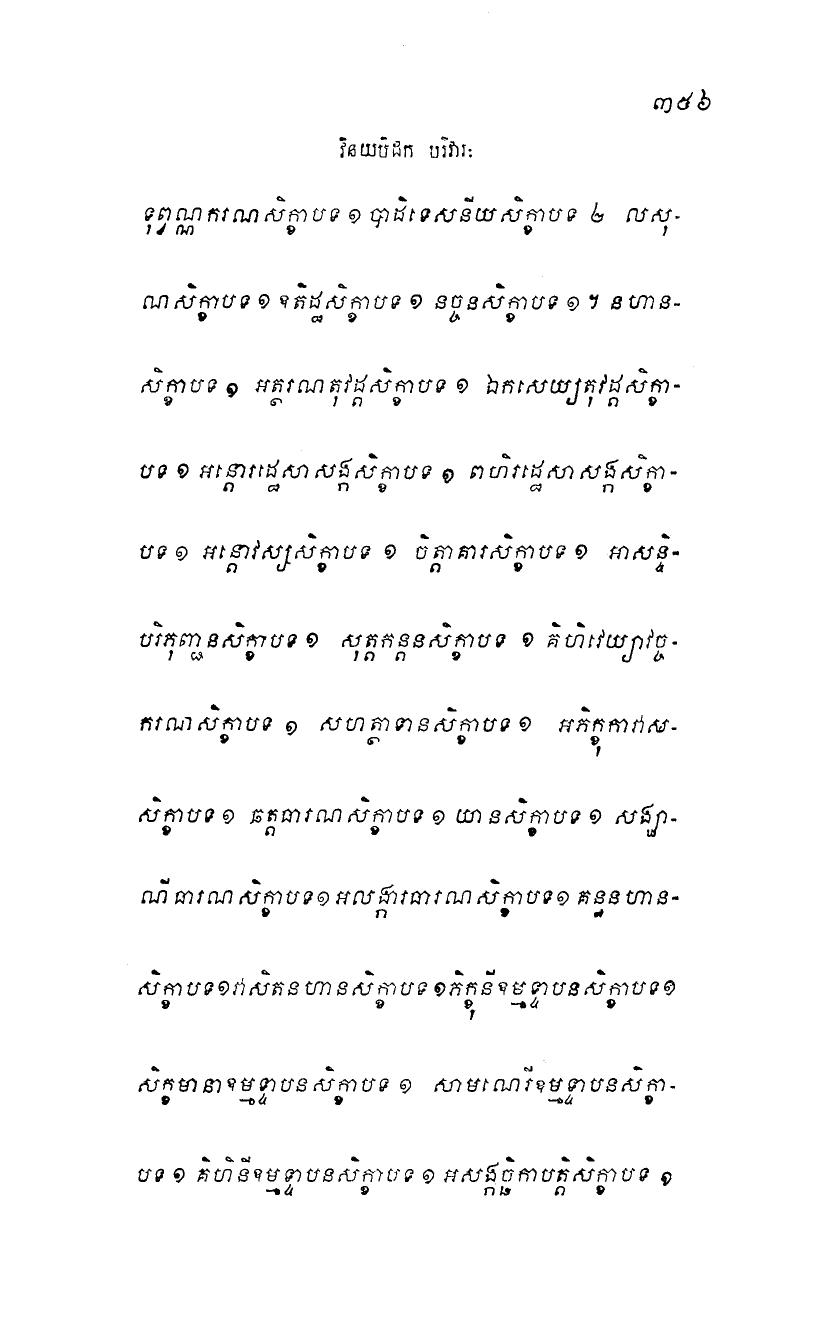 ៣៥៦
វិនយបិដក បរិវារៈ
ទុព្វណ្ណករណសិក្ខាបទ ១ បាដិទេសនីយសិក្ខាបទ ២ លសុ-
ណសិក្ខាបទ ១ ឧតិដ្ឋសិក្ខាបទ ១ នច្ចនសិក្ខាបទ ១ ។ នហាន-
សិក្ខាបទ ១ អត្ថរណតុវដ្តសិក្ខាបទ ១ ឯកសេយ្យតុវដ្តសិក្ខា-
បទ ១ អន្តោរដ្ឋេសាសង្កសិក្ខាបទ ១ ពហិរដ្ឋេសាសង្កសិក្ខា-
បទ ១ អន្តោវស្សសិក្ខាបទ ១ ចិត្តាគារសិក្ខាបទ ១ អាសន្ទិ-
បរិភុញ្ជនសិក្ខាបទ ១ សុត្តកន្តនសិក្ខាបទ ១ គិហិវេយ្យាវច្ច-
ករណសិក្ខាបទ ១ សហត្ថាទានសិក្ខាបទ ១ អភិក្ខុកាវាស-
សិក្ខាបទ ១ ឆត្តធារណសិក្ខាបទ ១ យានសិក្ខាបទ ១ សង្ឃា-
ណីធារណសិក្ខាបទ ១ អលង្ការធារណសិក្ខាបទ ១ គន្ធនហាន-
សិក្ខាបទ ១ វាសិតនហានសិក្ខាបទ ១ ភិក្ខុនីឧម្មទ្ទាបនសិក្ខាបទ ១
សិក្ខមានាឧម្មទ្ទាបនសិក្ខាបទ ១ សាមណេរីឧម្មទ្ទាបនសិក្ខា-
បទ ១ គិហិនីឧម្មទ្ទាបនសិក្ខាបទ ១ អសង្កច្ឆិកាបត្តិសិក្ខាបទ ១